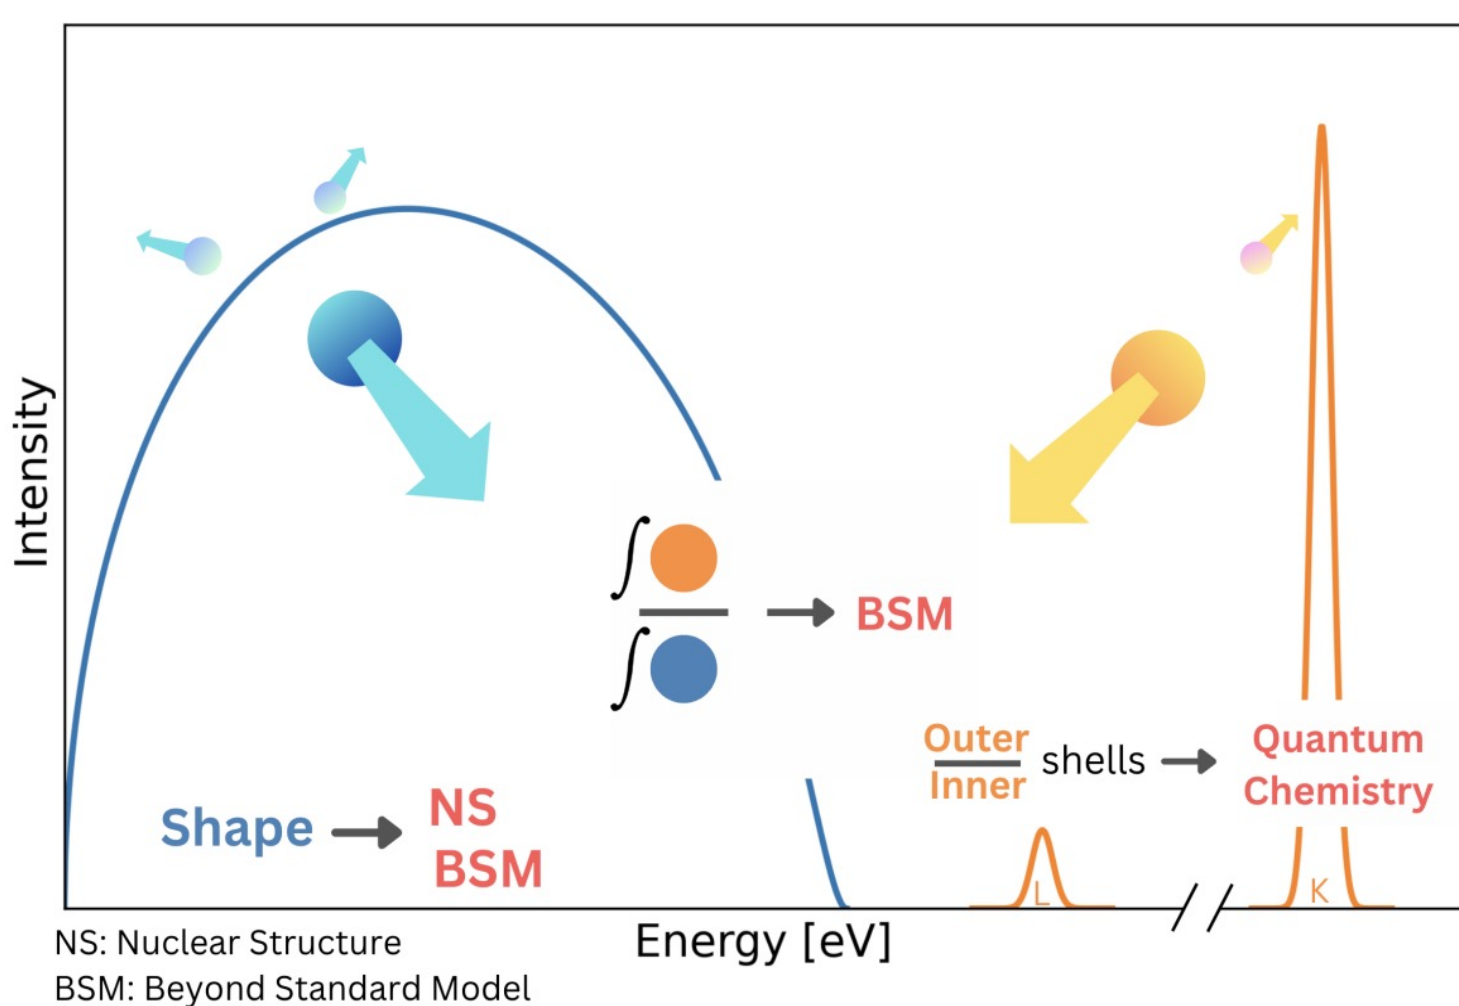 Intensity
∫
∫
BSM
Outer
Inner
shells
Quantum
Chemistry
Shape
NS
BSM
L
K
Energy [eV]
NS: Nuclear Structure
BSM: Beyond Standard Model